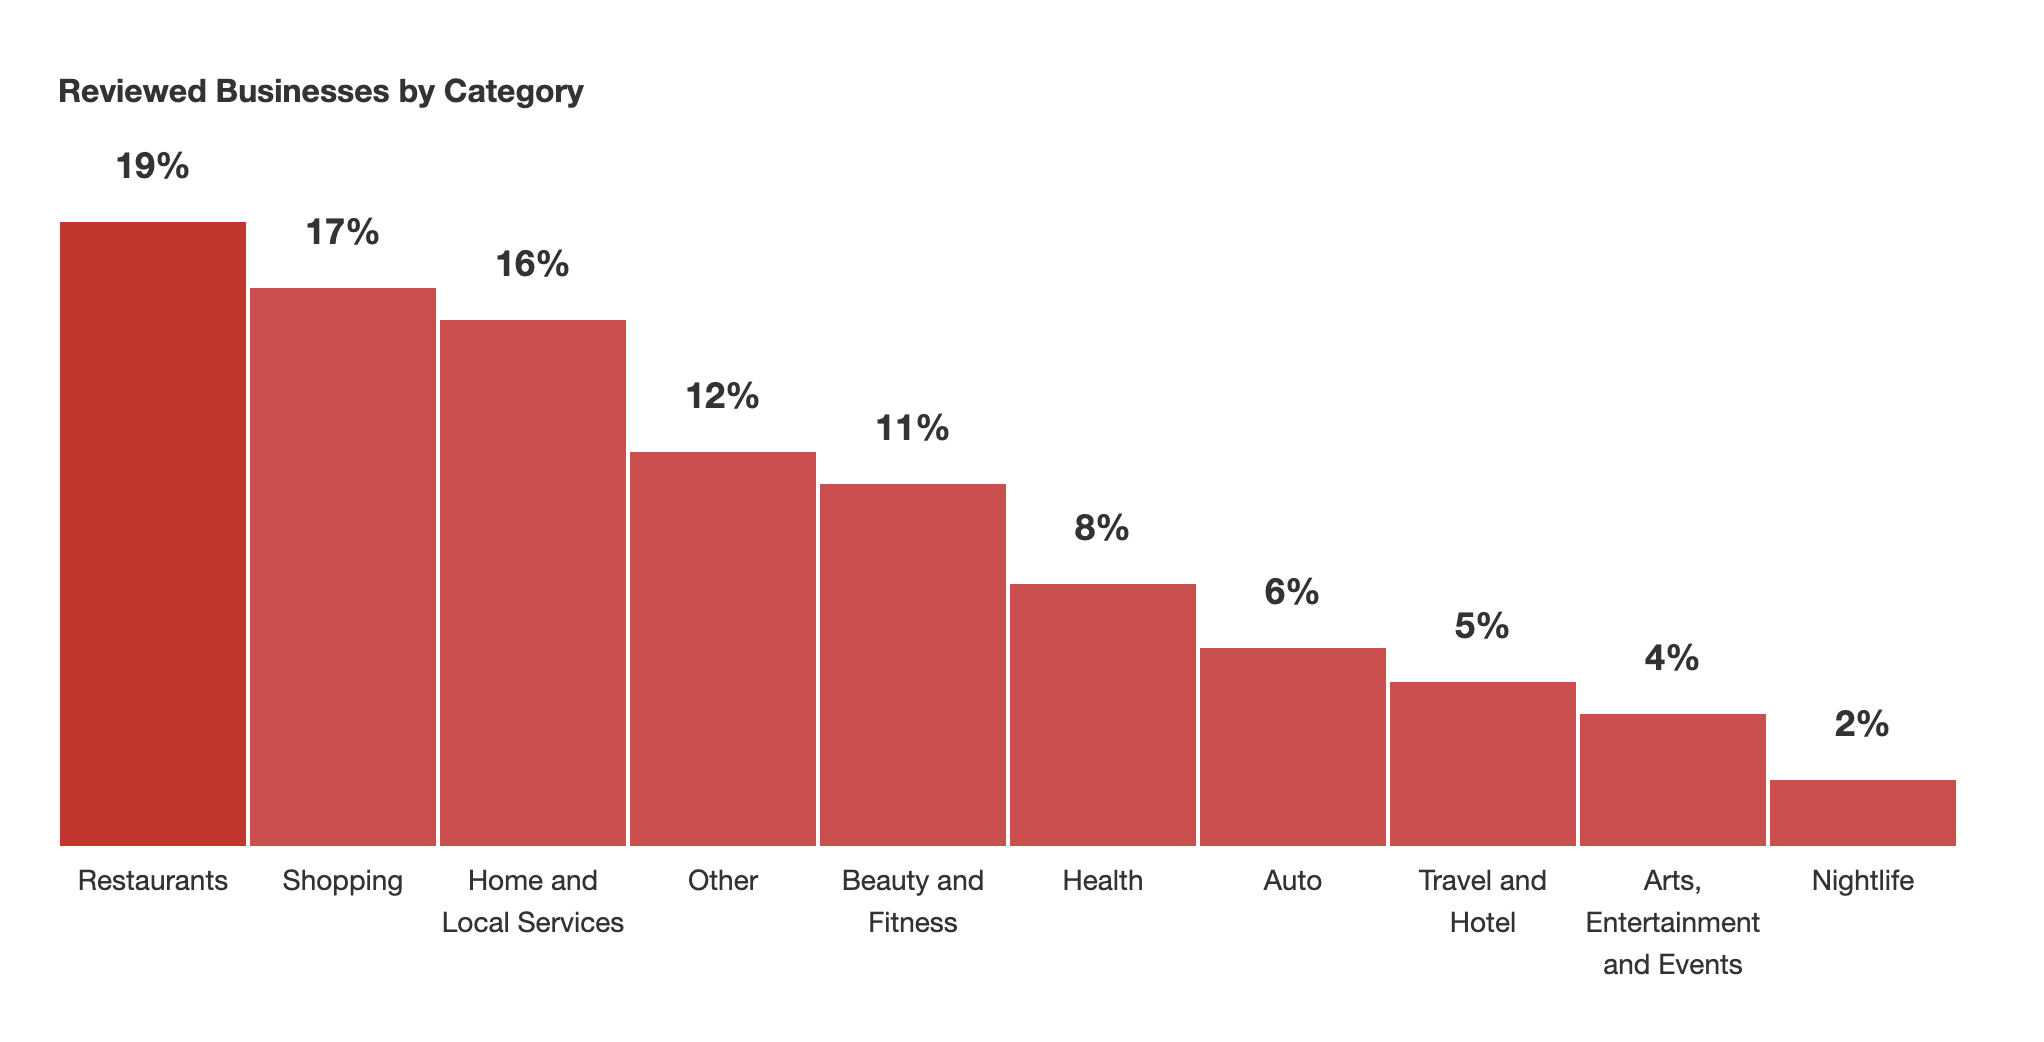 Reviewed Businesses by Category
19%
17%
16%
12%
11%
8%
6%
5%
4%
2%
Restaurants
Shopping
Home and
Local Services
Other
Beauty and
Fitness
Health
Auto
Travel and
Hotel
Arts,
Entertainment
and Events
Nightlife